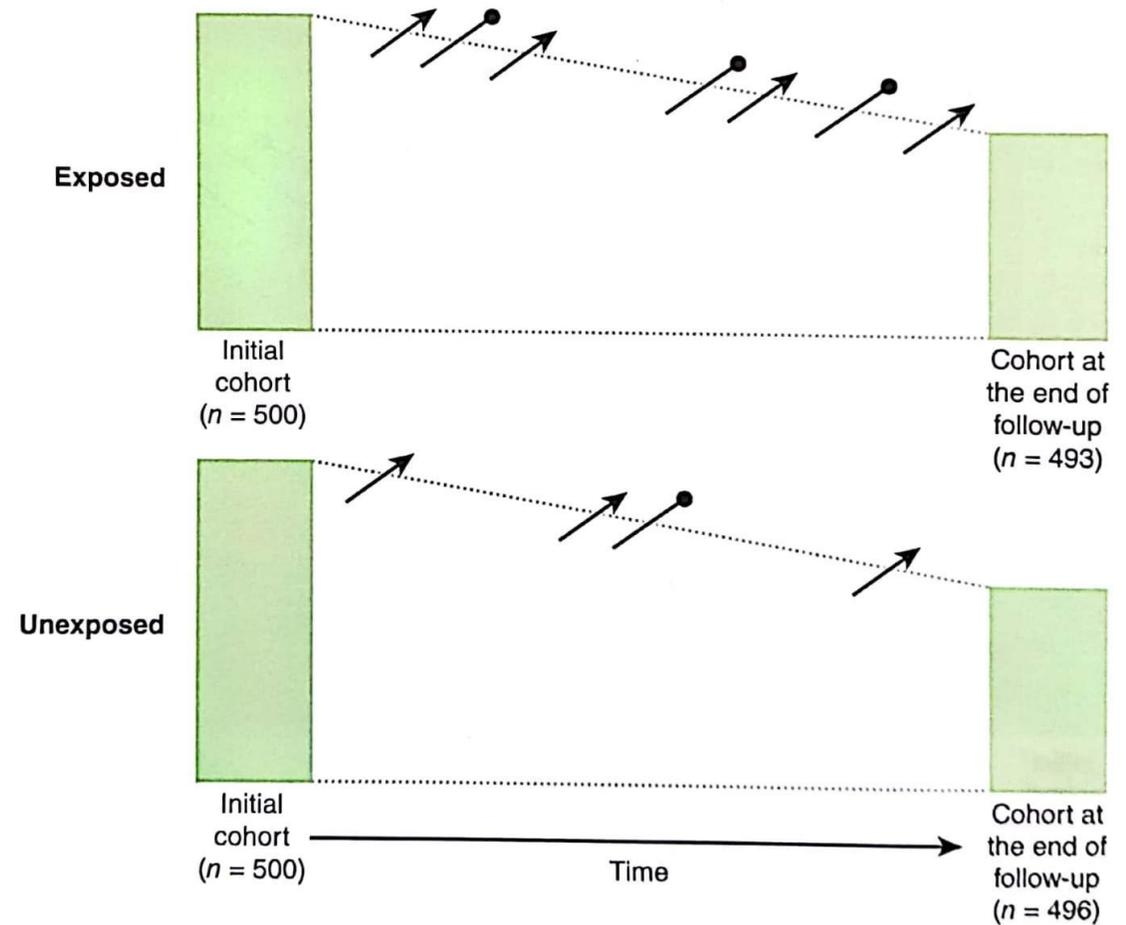 Exposed
Initial
cohort
(n = 500)
Cohort at
the end of
follow-up
(n = 493)
Unexposed
Initial
cohort
(n = 500)
Time
Cohort at
the end of
follow-up
(n = 496)